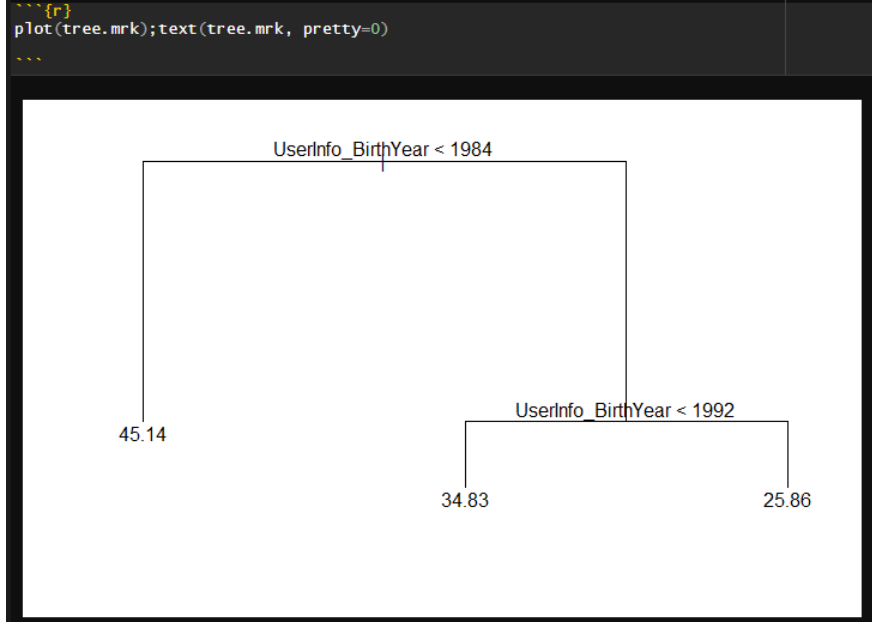 ```{r}
plot(tree.mrk);text(tree.mrk, pretty=0)
```
UserInfo_BirthYear < 1984
UserInfo_BirthYear < 1992
45.14
34.83
25.86